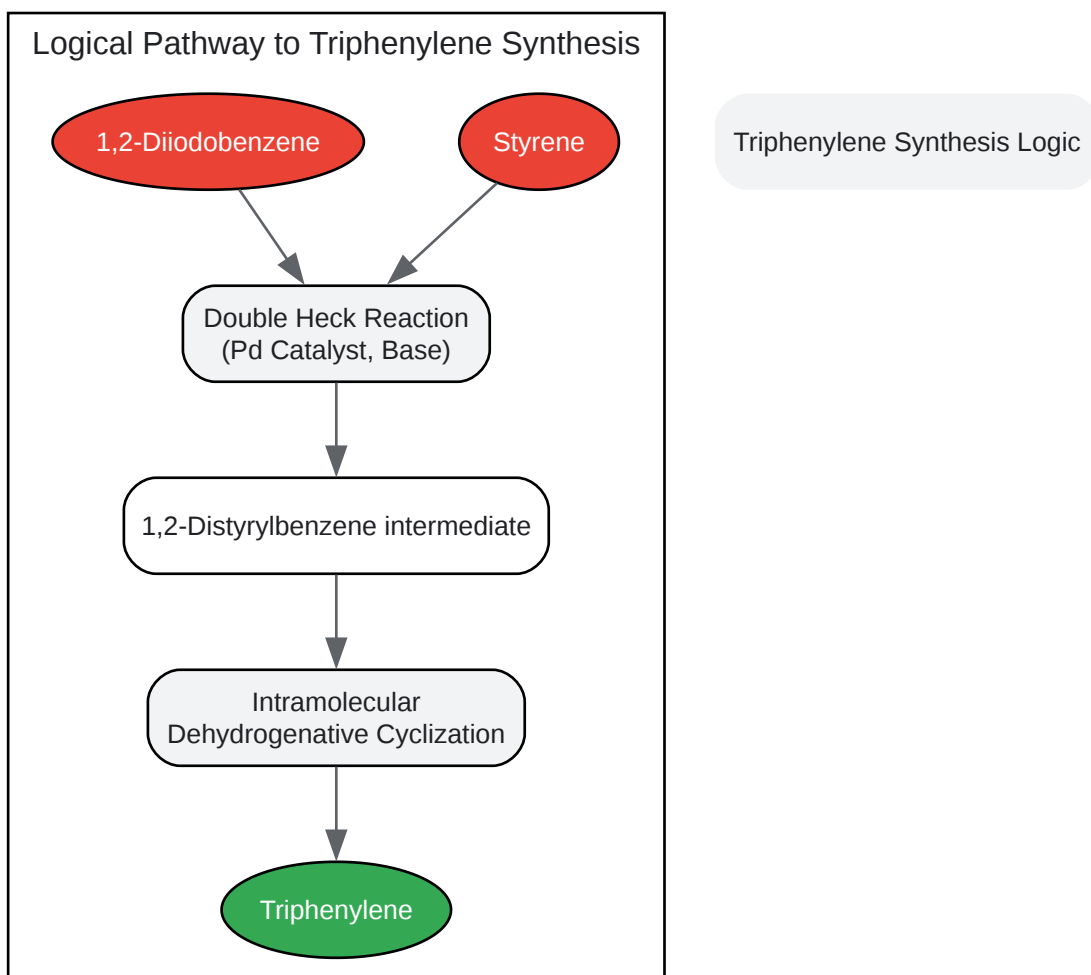 Logical Pathway to Triphenylene Synthesis
1,2-Diiodobenzene
Styrene
Triphenylene Synthesis Logic
Double Heck Reaction
(Pd Catalyst, Base)
1,2-Distyrylbenzene intermediate
Intramolecular
Dehydrogenative Cyclization
Triphenylene